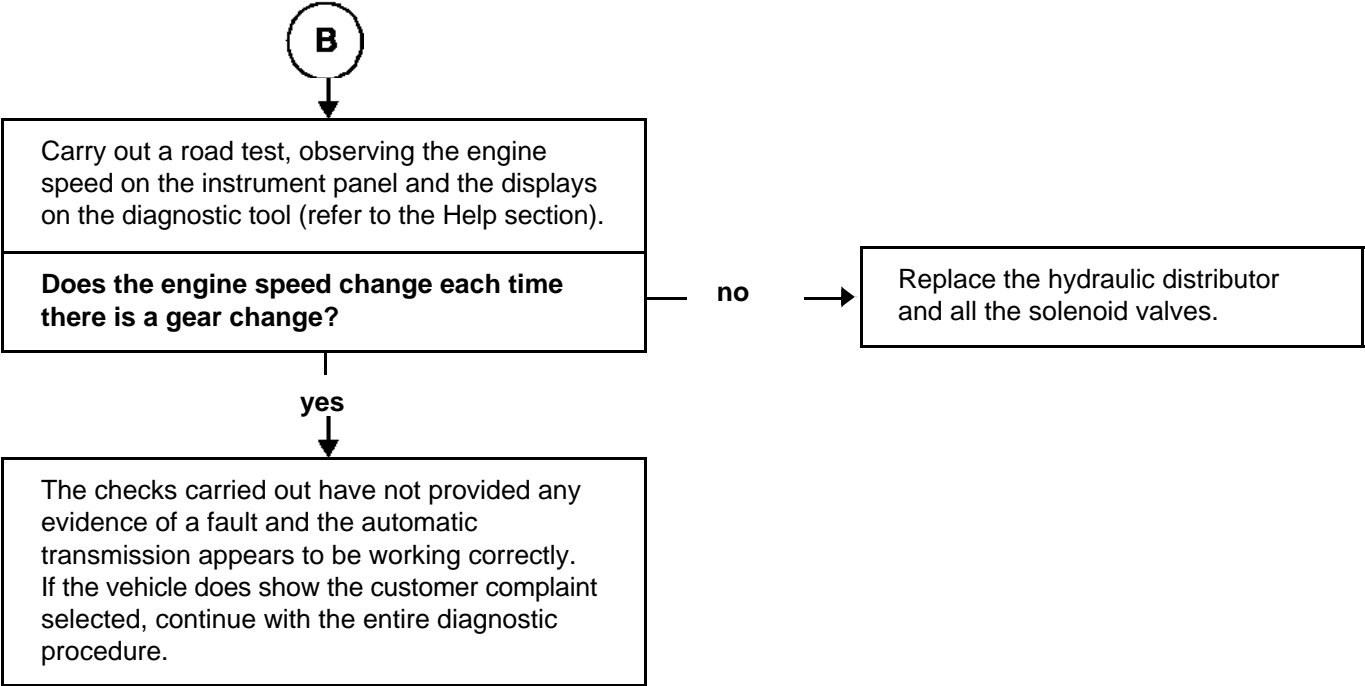 B
Carry out a road test, observing the engine
speed on the instrument panel and the displays
on the diagnostic tool (refer to the Help section).
Does the engine speed change each time
there is a gear change?
no
Replace the hydraulic distributor
and all the solenoid valves.
yes
The checks carried out have not provided any
evidence of a fault and the automatic
transmission appears to be working correctly.
If the vehicle does show the customer complaint
selected, continue with the entire diagnostic
procedure.